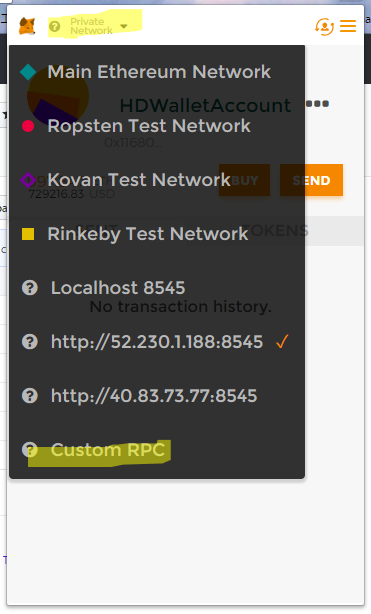 Private
Network
Main Ethereum Network
HDWalletAccount
Ropsten Test Network
0x11680..
Kovan Test Network
729216.83 USD
BUY
SEND
Rinkeby Test Network
TOKENS
Localhost 8545
No transaction history.
http://52.230.1.188:8545
http://40.83.73.77:8545
Custom RPC